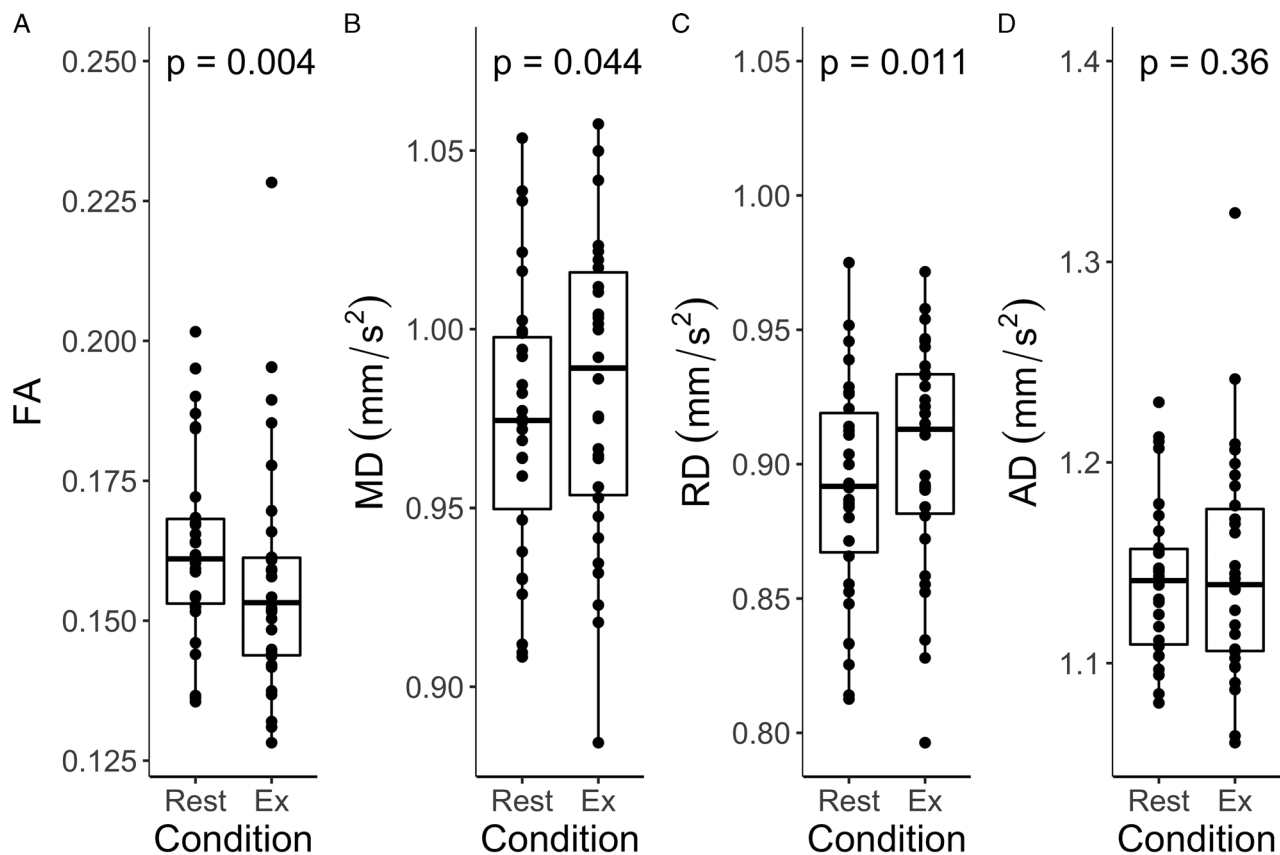 A
p = 0.004
FA
0.250
0.225
0.200
0.175
0.150
0.125
Rest Ex
Condition
B
p = 0.044
MD (mm/s²)
1.05
1.00
0.95
0.90
Rest Ex
Condition
C
p = 0.011
RD (mm/s²)
1.05
1.00
0.95
0.90
0.85
0.80
Rest Ex
Condition
D
p = 0.36
AD (mm/s²)
1.4
1.3
1.2
1.1
Rest Ex
Condition